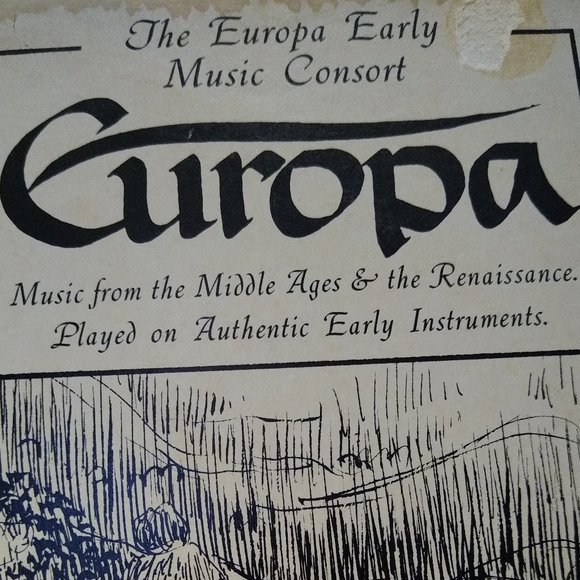 The Europa Early
Music Consort
Europa
Music from the Middle Ages & the Renaissance.
Played on Authentic Early Instruments.